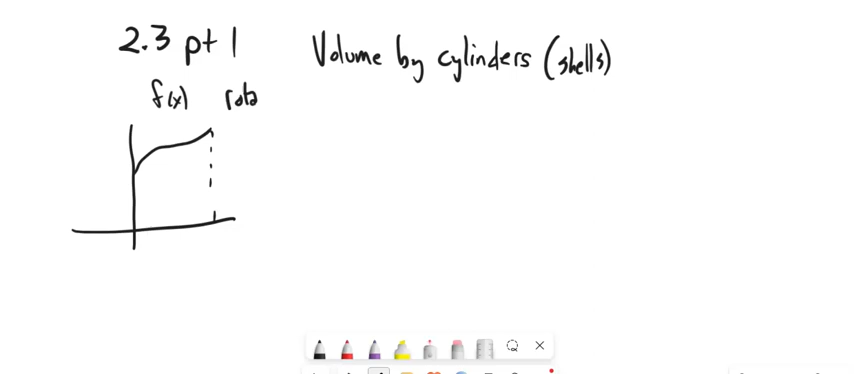 2.3 pt 1 Volume by cylinders (shells)
f(x) rota